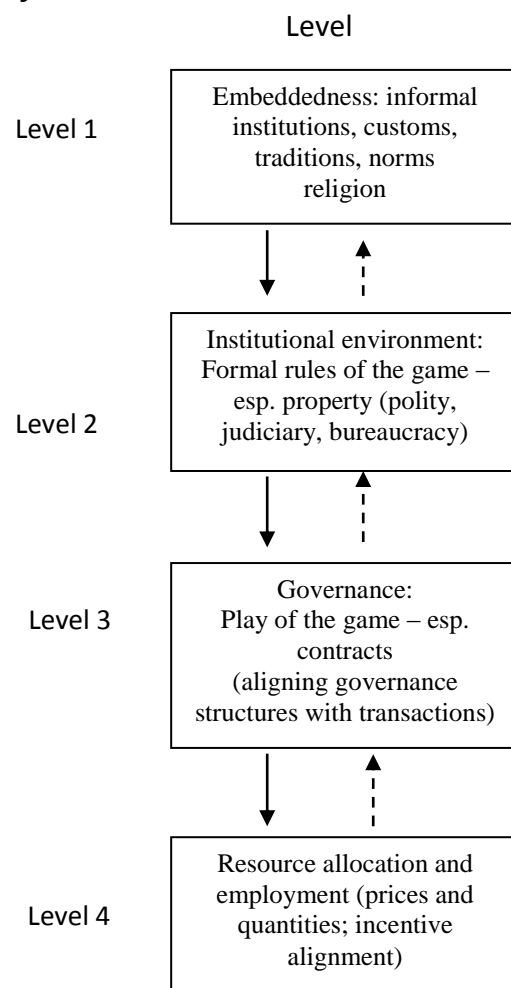 Level
Level 1
Embeddedness: informal
institutions, customs,
traditions, norms
religion
Level 2
Institutional environment:
Formal rules of the game –
esp. property (polity,
judiciary, bureaucracy)
Level 3
Governance:
Play of the game – esp.
contracts
(aligning governance
structures with transactions)
Level 4
Resource allocation and
employment (prices and
quantities; incentive
alignment)